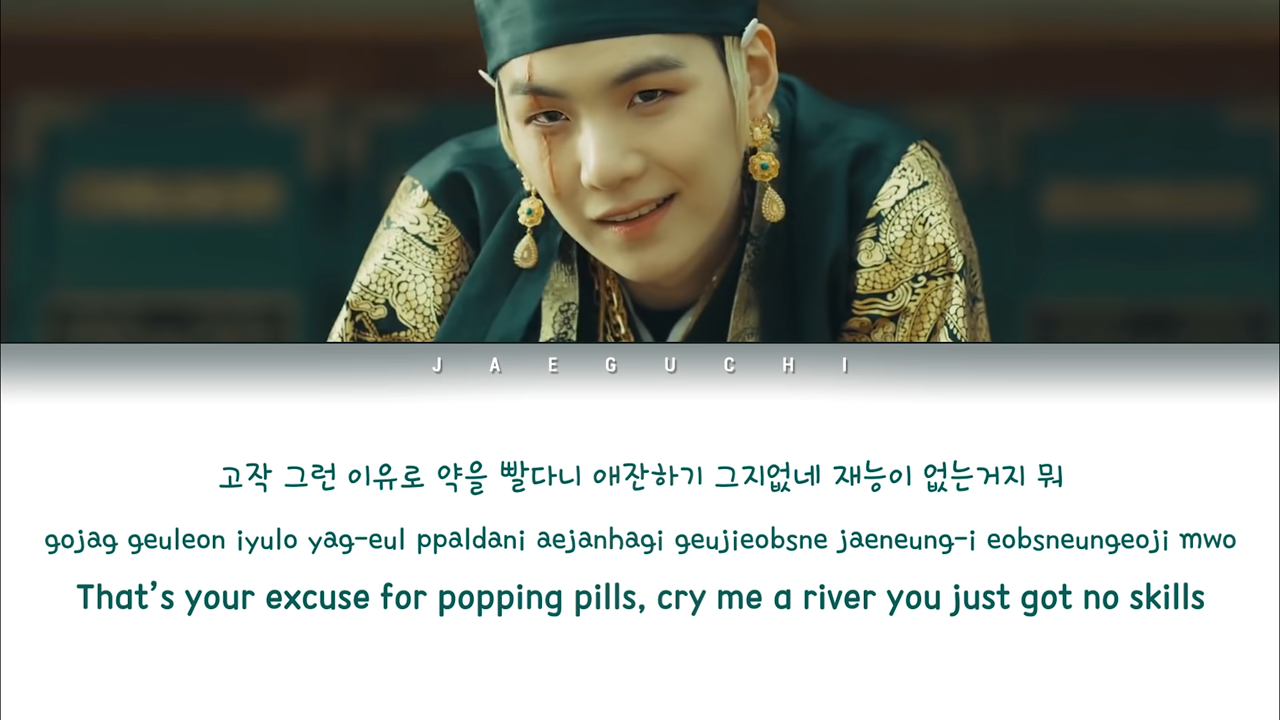 JAEGUCHI
고작 그런 이유로 약을 빨다니 애잔하기 그지없네 재능이 없는거지 뭐
gojag geuleon iyulo yag-eul ppaldani aejanhagi geujieobsne jaeneung-i eobsneungeoji mwo
That's your excuse for popping pills, cry me a river you just got no skills